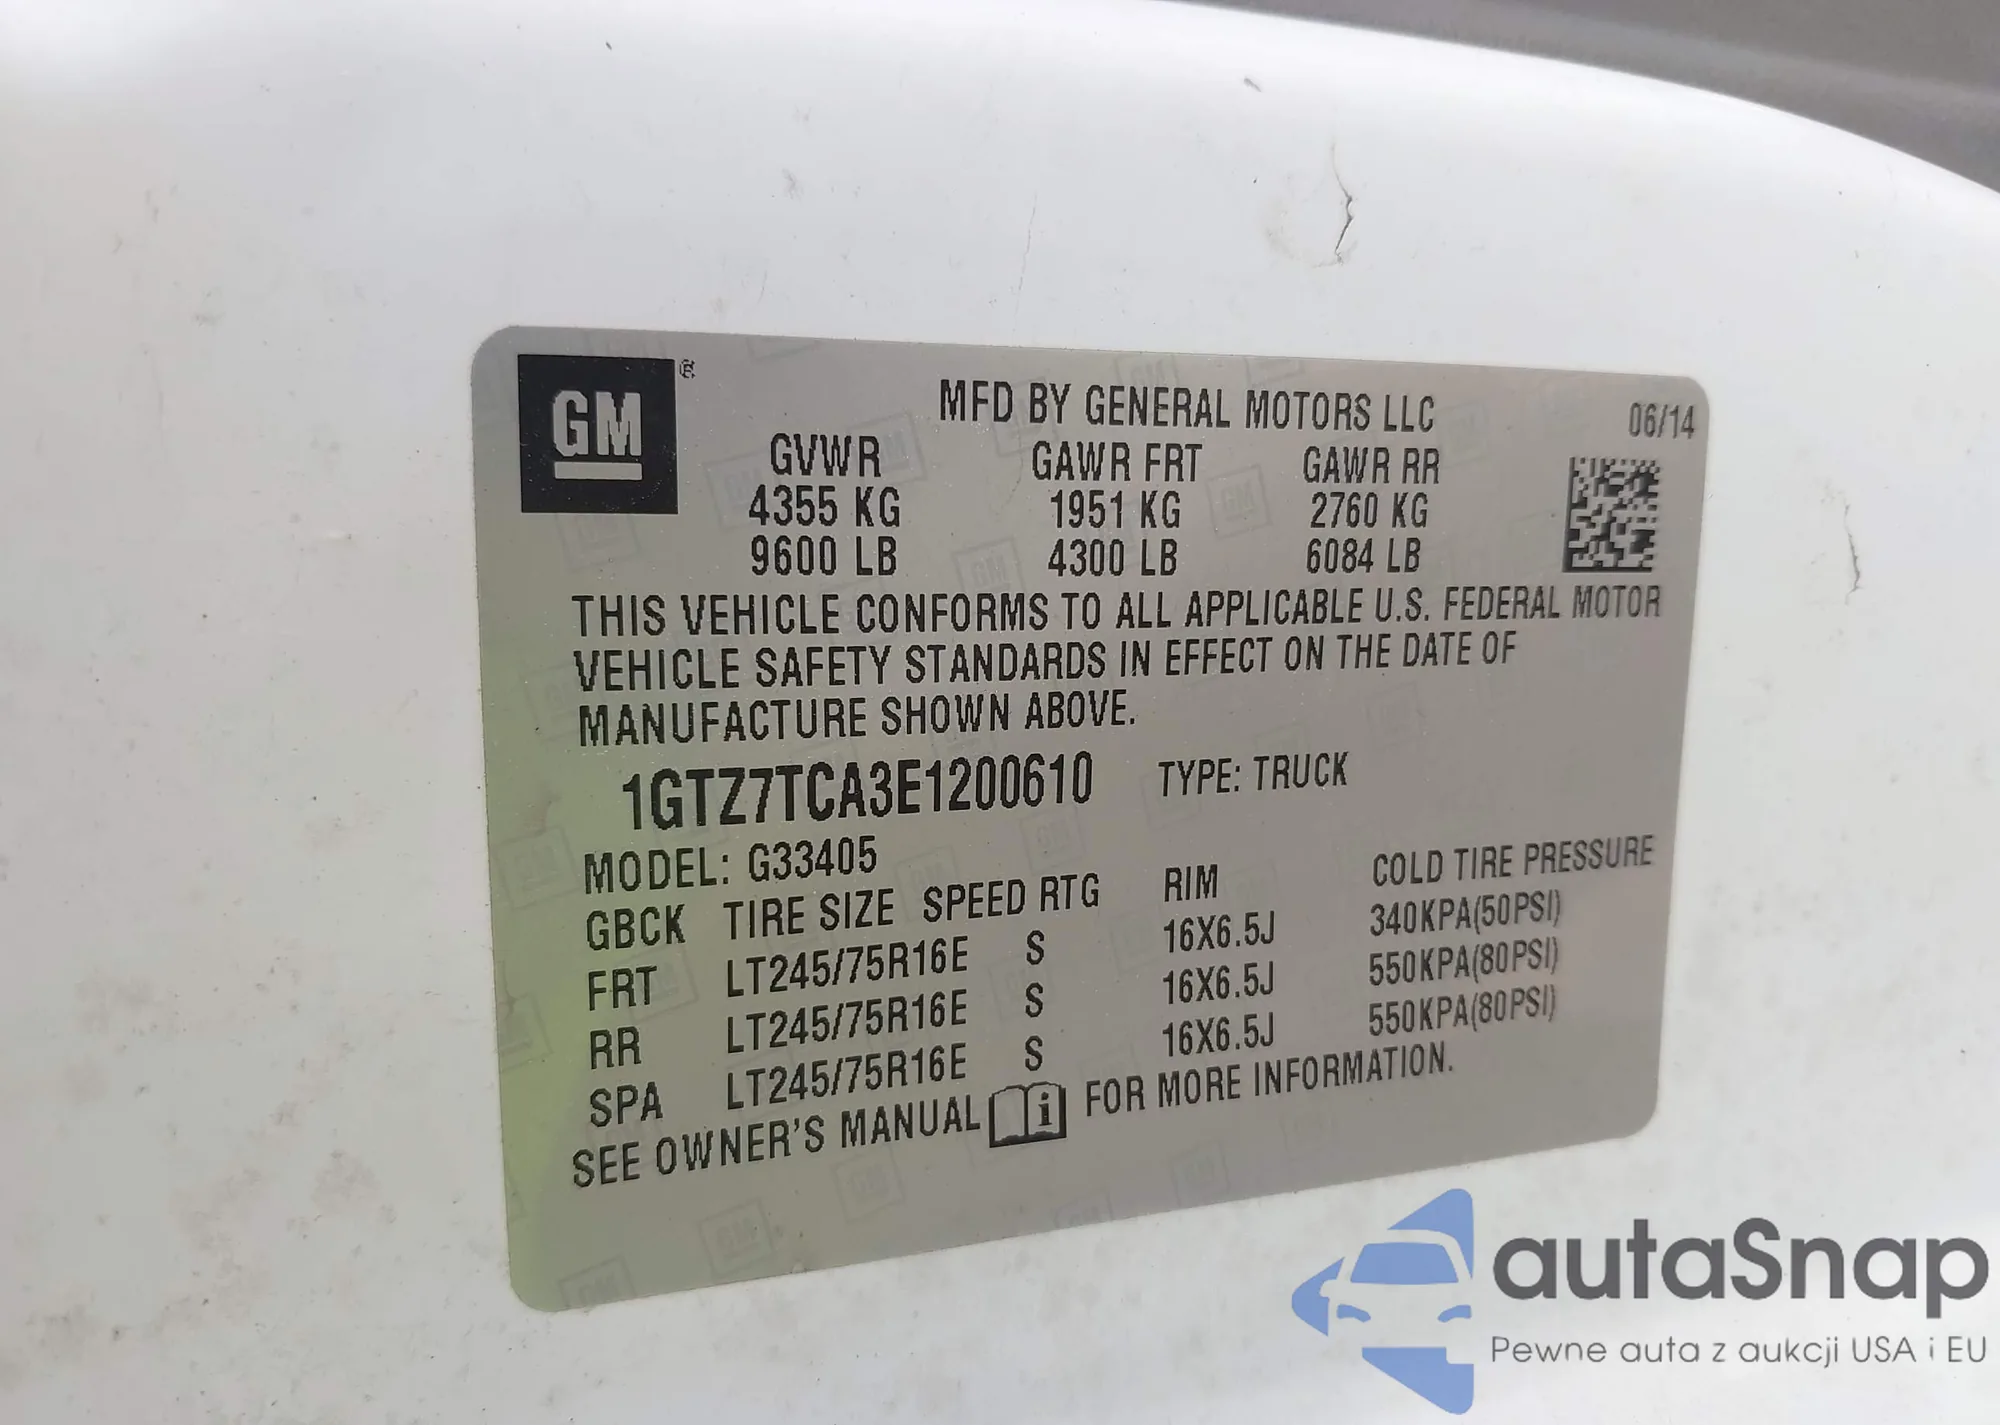 GM ®
MFD BY GENERAL MOTORS LLC 06/14
GVWR GAWR FRT GAWR RR
4355 KG 1951 KG 2760 KG
9600 LB 4300 LB 6084 LB
THIS VEHICLE CONFORMS TO ALL APPLICABLE U.S. FEDERAL MOTOR
VEHICLE SAFETY STANDARDS IN EFFECT ON THE DATE OF
MANUFACTURE SHOWN ABOVE.
1GTZ7TCA3E1200610 TYPE: TRUCK
MODEL: G33405
GBCK TIRE SIZE SPEED RTG RIM COLD TIRE PRESSURE
FRT LT245/75R16E S 16X6.5J 340KPA(50PSI)
RR LT245/75R16E S 16X6.5J 550KPA(80PSI)
SPA LT245/75R16E S 16X6.5J 550KPA(80PSI)
SEE OWNER'S MANUAL i FOR MORE INFORMATION.
autaSnap
Pewne auta z aukcji USA i EU